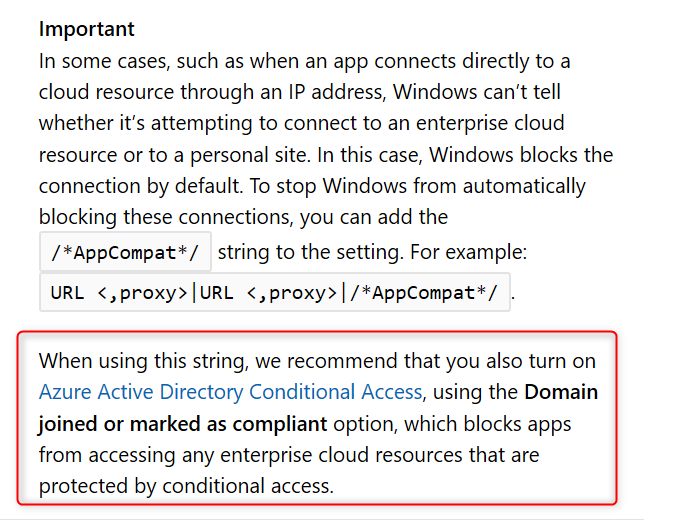 Important
In some cases, such as when an app connects directly to a
cloud resource through an IP address, Windows can’t tell
whether it’s attempting to connect to an enterprise cloud
resource or to a personal site. In this case, Windows blocks the
connection by default. To stop Windows from automatically
blocking these connections, you can add the
/*AppCompat*/ string to the setting. For example:
URL <,proxy>|URL <,proxy>|/*AppCompat*/ .
When using this string, we recommend that you also turn on
Azure Active Directory Conditional Access, using the Domain
joined or marked as compliant option, which blocks apps
from accessing any enterprise cloud resources that are
protected by conditional access.